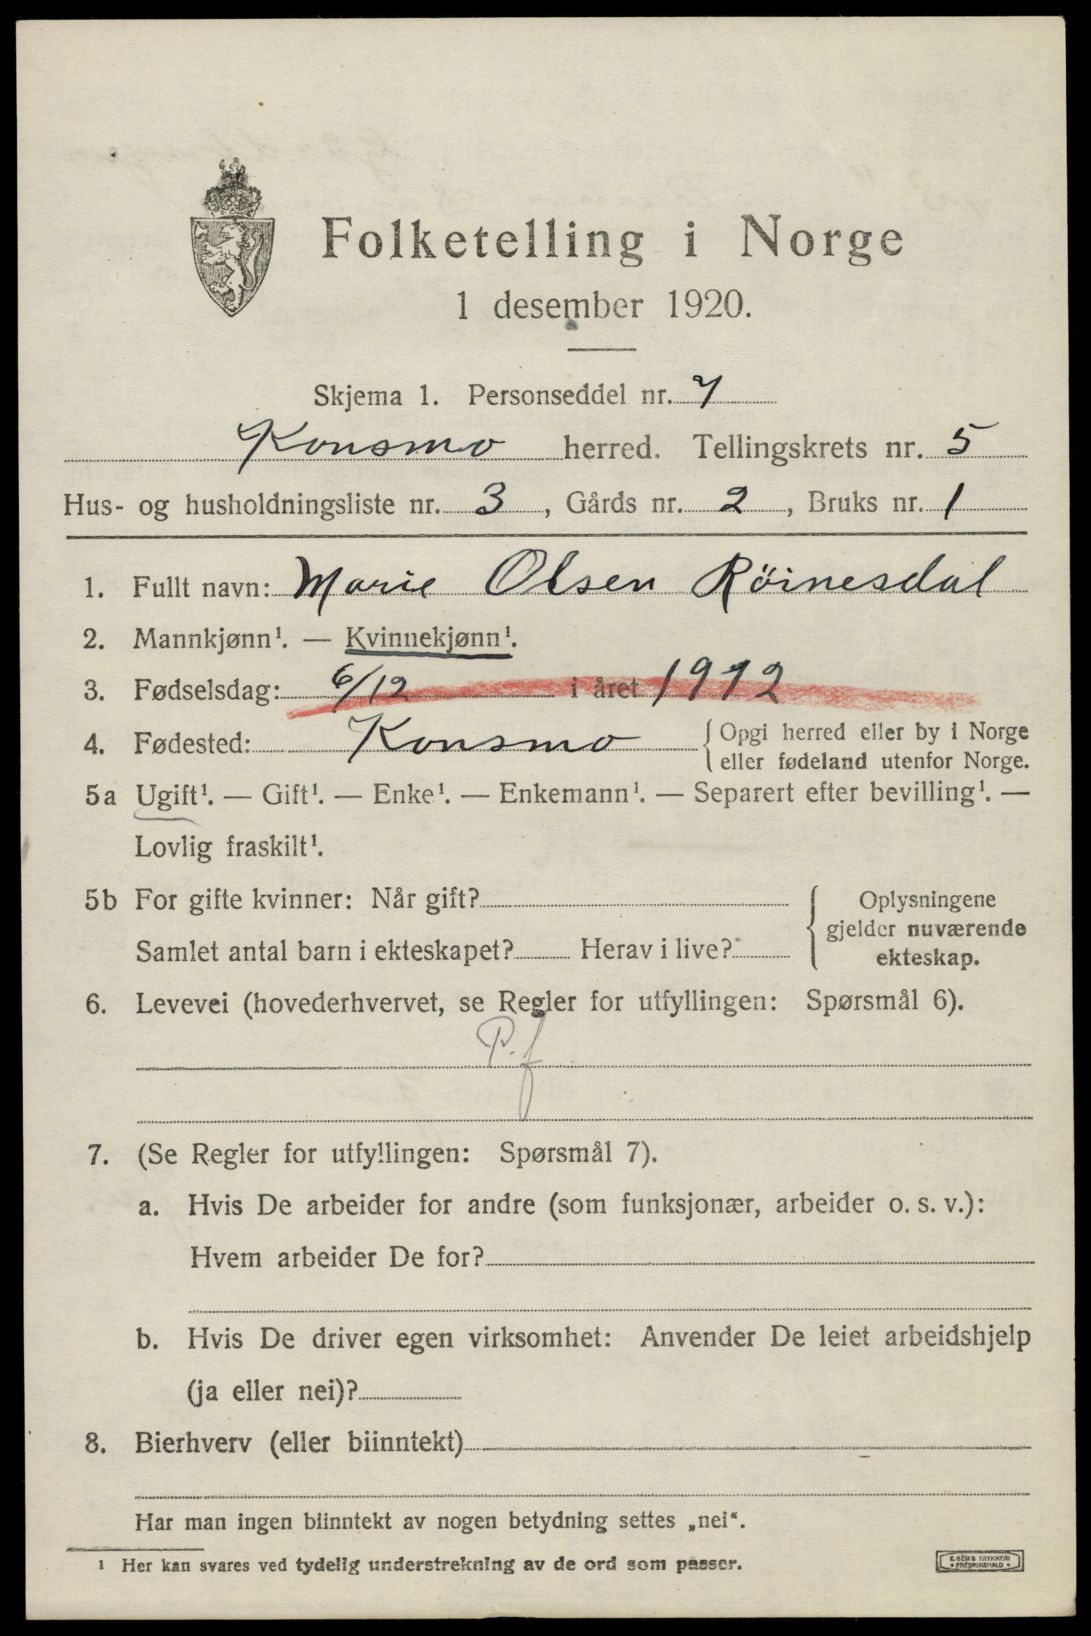 Folketelling i Norge
1 desember 1920.
Skjema 1. Personseddel nr. 7
Konsmo herred. Tellingskrets nr. 5
Hus- og husholdningsliste nr. 3, Gårds nr. 2, Bruks nr. 1
1. Fullt navn: Marie Olsen Röinesdal
2. Mannkjønn¹. — Kvinnekjønn¹.
3. Fødselsdag: 6/12 i året 1912
4. Fødested: Konsmo {Opgi herred eller by i Norge
eller fødeland utenfor Norge.
5a Ugift¹. — Gift¹. — Enke¹. — Enkemann¹. — Separert efter bevilling¹. —
Lovlig fraskilt¹.
5b For gifte kvinner: Når gift? { Oplysningene
gjelder nuværende
Samlet antal barn i ekteskapet? Herav i live?
ekteskap.
6. Levevei (hovederhvervet, se Regler for utfyllingen: Spørsmål 6).
P. f
7. (Se Regler for utfyllingen: Spørsmål 7).
a. Hvis De arbeider for andre (som funksjonær, arbeider o. s. v.):
Hvem arbeider De for?
b. Hvis De driver egen virksomhet: Anvender De leiet arbeidshjelp
(ja eller nei)?
8. Bierhverv (eller biinntekt)
Har man ingen biinntekt av nogen betydning settes „nei“.
¹ Her kan svares ved tydelig understrekning av de ord som passer.